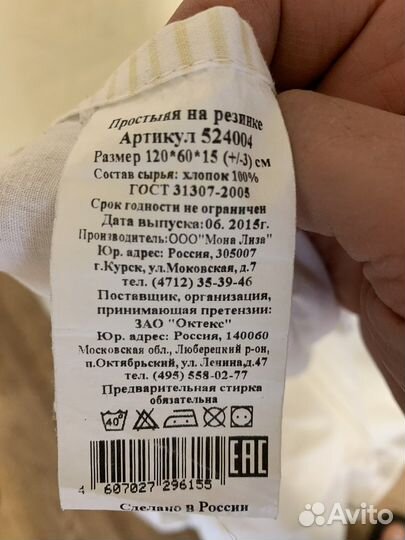 Простыня на резинке
Артикул 524004
Размер 120*60*15 (+/-3) см
Состав сырья: хлопок 100%
ГОСТ 31307-2005
Срок годности не ограничен
Дата выпуска:06. 2015г.
Производитель:ООО"Мона Лиза"
Юр. адрес: Россия, 305007
г.Курск, ул.Моковская, д.7
тел. (4712) 35-39-46
Поставщик, организация,
принимающая претензии:
ЗАО "Октекс"
Юр. адрес: Россия, 140060
Московская обл., Люберецкий р-он,
п.Октябрьский, ул. Ленина,д.47
тел. (495) 558-02-77
Предварительная стирка
обязательна
40°
EAC
4 607027 296155
Сделано в России
Avito